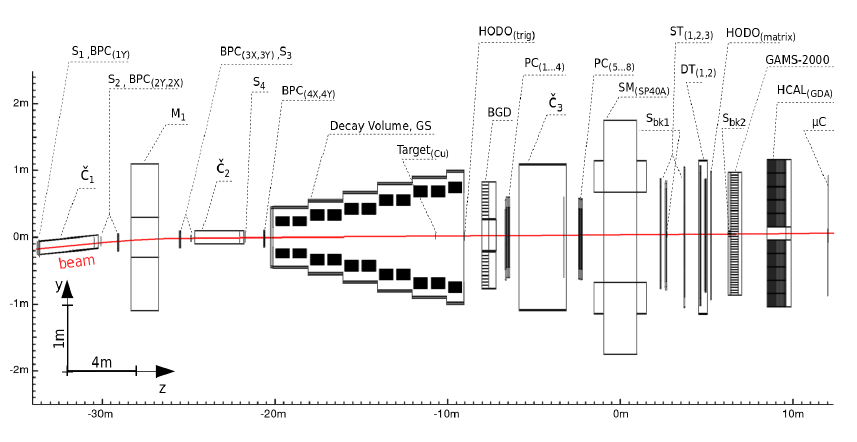 HODO(trig)
ST(1,2,3)
HODO(matrix)
S1 ,BPC(1Y)
BPC(3X,3Y) ,S3
GAMS-2000
S2 , BPC(2Y,2X)
S4
PC(1...4)
PC(5...8)
DT(1,2)
BPC(4X,4Y)
SM(SP40A)
HCAL(GDA)
2m
M1
Decay Volume, GS
BGD
Č3
Sbk1
Sbk2
μC
Target(Cu)
1m
Č1
Č2
0m
beam
y
-1m
1m
4m
-2m
z
-30m
-20m
-10m
0m
10m